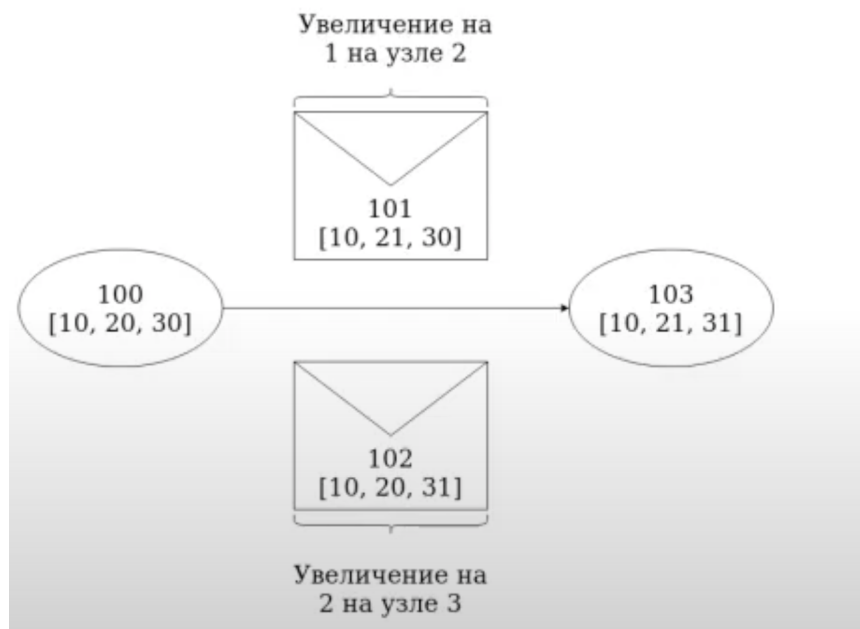 Увеличение на
1 на узле 2
101
[10, 21, 30]
100
[10, 20, 30]
103
[10, 21, 31]
102
[10, 20, 31]
Увеличение на
2 на узле 3